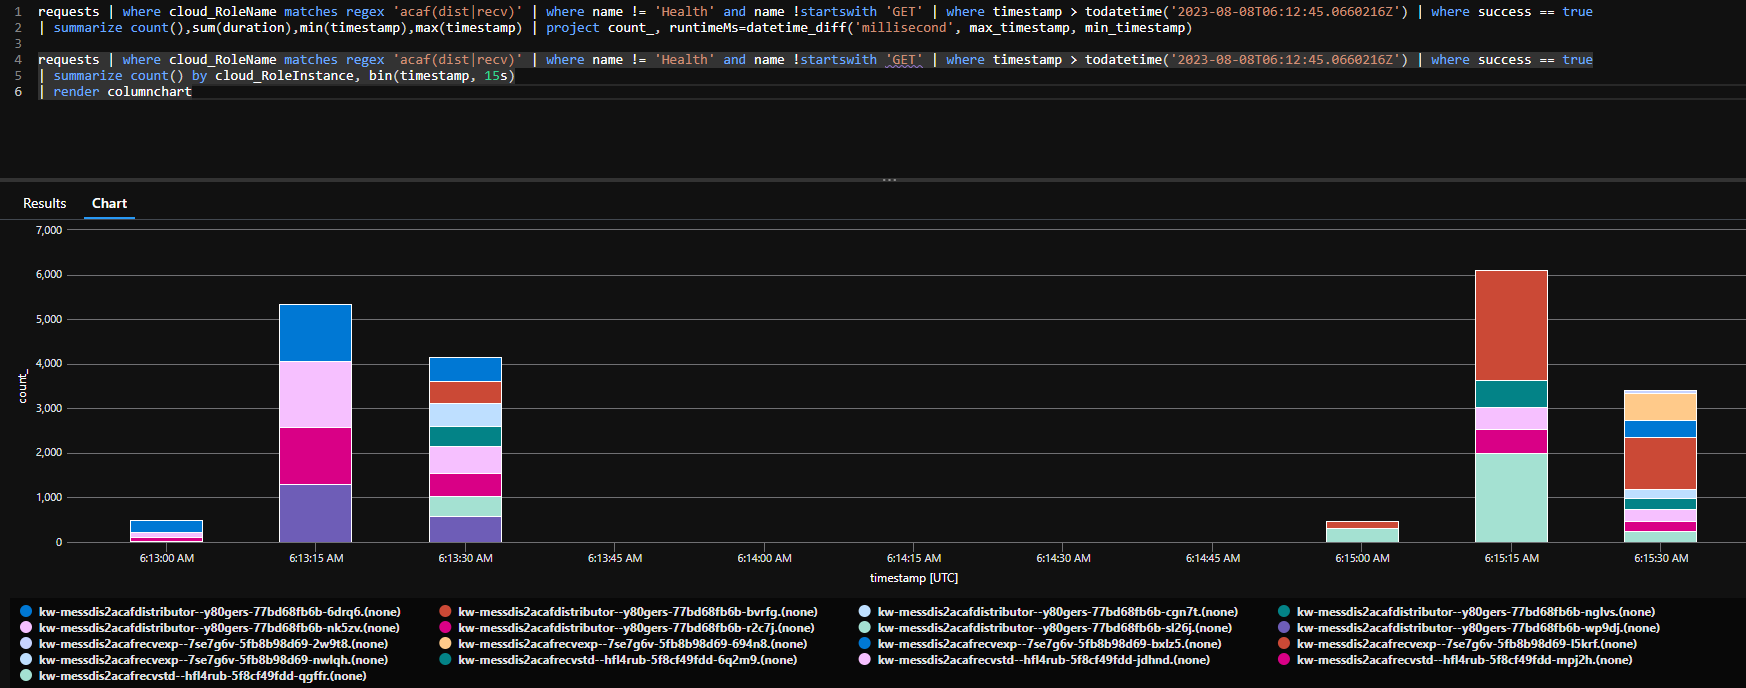 1 requests | where cloud_RoleName matches regex 'acaf(dist|recv)' | where name != 'Health' and name !startswith 'GET' | where timestamp > todatetime('2023-08-08T06:12:45.0660216Z') | where success == true
2 | summarize count(),sum(duration),min(timestamp),max(timestamp) | project count_, runtimeMs=datetime_diff('millisecond', max_timestamp, min_timestamp)
3
4 requests | where cloud_RoleName matches regex 'acaf(dist|recv)' | where name != 'Health' and name !startswith 'GET' | where timestamp > todatetime('2023-08-08T06:12:45.0660216Z') | where success == true
5 | summarize count() by cloud_RoleInstance, bin(timestamp, 15s)
6 | render columnchart
Results Chart
7,000
6,000
5,000
4,000
3,000
2,000
1,000
0
count_
6:13:00 AM 6:13:15 AM 6:13:30 AM 6:13:45 AM 6:14:00 AM 6:14:15 AM 6:14:30 AM 6:14:45 AM 6:15:00 AM 6:15:15 AM 6:15:30 AM
timestamp [UTC]
kw-messdis2acafdistributor--y80gers-77bd68fb6b-6drq6.(none) kw-messdis2acafdistributor--y80gers-77bd68fb6b-bvrfg.(none) kw-messdis2acafdistributor--y80gers-77bd68fb6b-cgn7t.(none) kw-messdis2acafdistributor--y80gers-77bd68fb6b-nglvs.(none)
kw-messdis2acafdistributor--y80gers-77bd68fb6b-nk5zv.(none) kw-messdis2acafdistributor--y80gers-77bd68fb6b-r2c7j.(none) kw-messdis2acafdistributor--y80gers-77bd68fb6b-sl26j.(none) kw-messdis2acafdistributor--y80gers-77bd68fb6b-wp9dj.(none)
kw-messdis2acafrecvexp--7se7g6v-5fb8b98d69-2w9t8.(none) kw-messdis2acafrecvexp--7se7g6v-5fb8b98d69-694n8.(none) kw-messdis2acafrecvexp--7se7g6v-5fb8b98d69-bxlz5.(none) kw-messdis2acafrecvexp--7se7g6v-5fb8b98d69-l5krf.(none)
kw-messdis2acafrecvexp--7se7g6v-5fb8b98d69-nwlqh.(none) kw-messdis2acafrecvstd--hfl4rub-5f8cf49fdd-6q2m9.(none) kw-messdis2acafrecvstd--hfl4rub-5f8cf49fdd-jdhnd.(none) kw-messdis2acafrecvstd--hfl4rub-5f8cf49fdd-mpj2h.(none)
kw-messdis2acafrecvstd--hfl4rub-5f8cf49fdd-qgffr.(none)